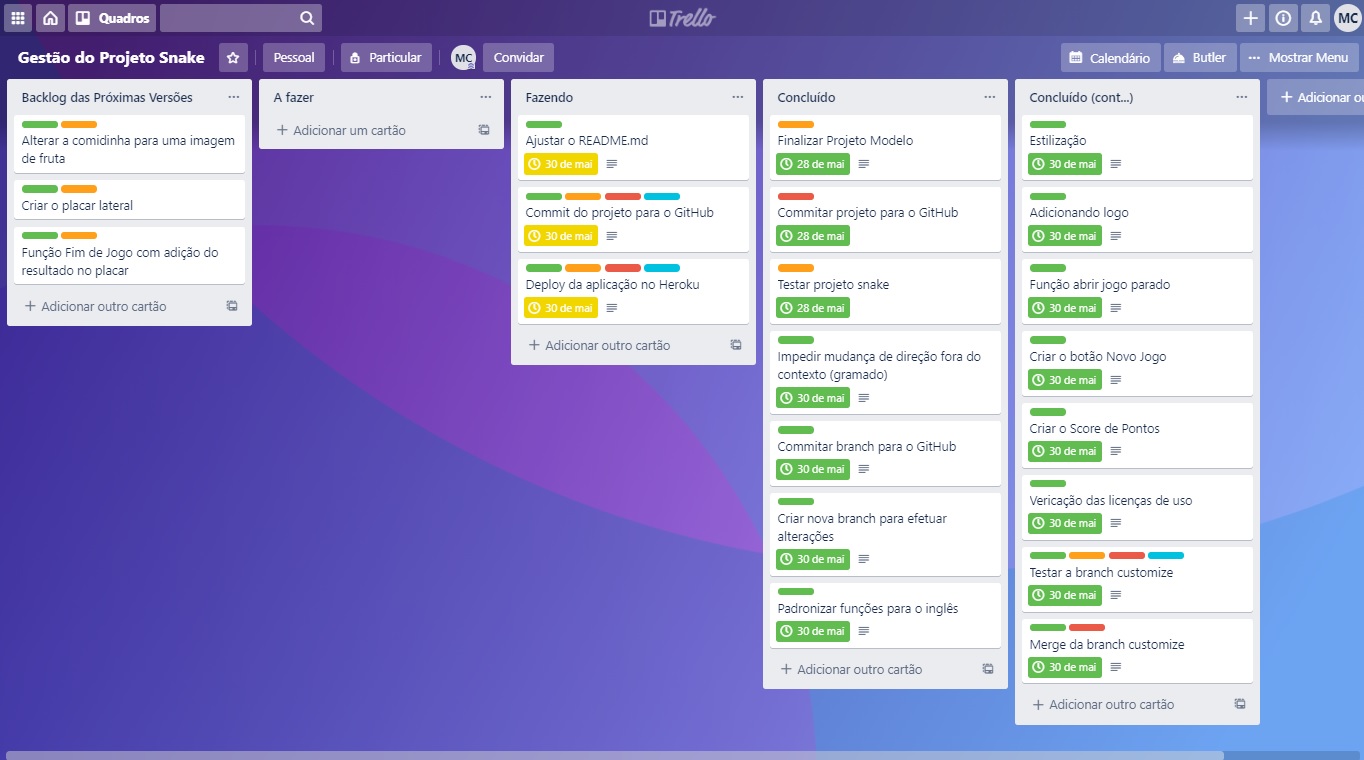 Quadros
Trello
MC
Gestão do Projeto Snake
Pessoal
Particular
MC
Convidar
Calendário
Butler
Mostrar Menu
Backlog das Próximas Versões
Alterar a comidinha para uma imagem
de fruta
Criar o placar lateral
Função Fim de Jogo com adição do
resultado no placar
Adicionar outro cartão
A fazer
Adicionar um cartão
Fazendo
Ajustar o README.md
30 de mai
Commit do projeto para o GitHub
30 de mai
Deploy da aplicação no Heroku
30 de mai
Adicionar outro cartão
Concluído
Finalizar Projeto Modelo
28 de mai
Commitar projeto para o GitHub
28 de mai
Testar projeto snake
28 de mai
Impedir mudança de direção fora do
contexto (gramado)
30 de mai
Commitar branch para o GitHub
30 de mai
Criar nova branch para efetuar
alterações
30 de mai
Padronizar funções para o inglês
30 de mai
Adicionar outro cartão
Concluído (cont...)
Estilização
30 de mai
Adicionando logo
30 de mai
Função abrir jogo parado
30 de mai
Criar o botão Novo Jogo
30 de mai
Criar o Score de Pontos
30 de mai
Vericação das licenças de uso
30 de mai
Testar a branch customize
30 de mai
Merge da branch customize
30 de mai
Adicionar outro cartão
Adicionar